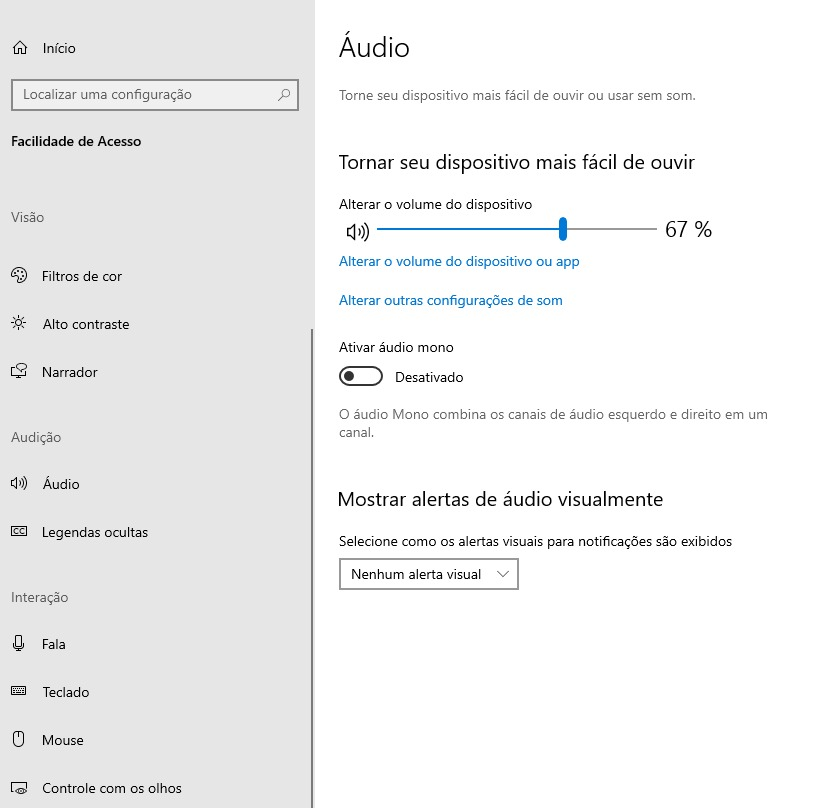 Início
Localizar uma configuração
Facilidade de Acesso
Visão
Filtros de cor
Alto contraste
Narrador
Audição
Áudio
Legendas ocultas
Interação
Fala
Teclado
Mouse
Controle com os olhos
Áudio
Torne seu dispositivo mais fácil de ouvir ou usar sem som.
Tornar seu dispositivo mais fácil de ouvir
Alterar o volume do dispositivo
67 %
Alterar o volume do dispositivo ou app
Alterar outras configurações de som
Ativar áudio mono
Desativado
O áudio Mono combina os canais de áudio esquerdo e direito em um
canal.
Mostrar alertas de áudio visualmente
Selecione como os alertas visuais para notificações são exibidos
Nenhum alerta visual